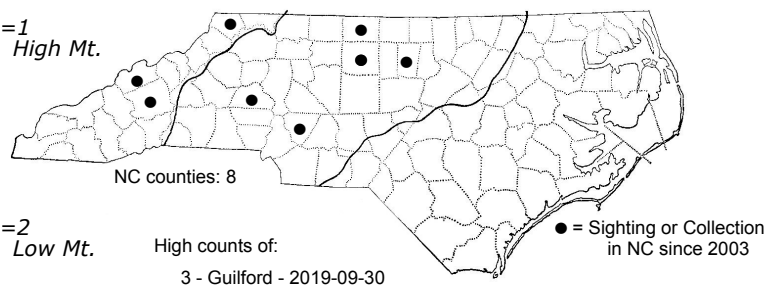 =1
High Mt.
NC counties: 8
=2
Low Mt.
High counts of:
3 - Guilford - 2019-09-30
● = Sighting or Collection
in NC since 2003